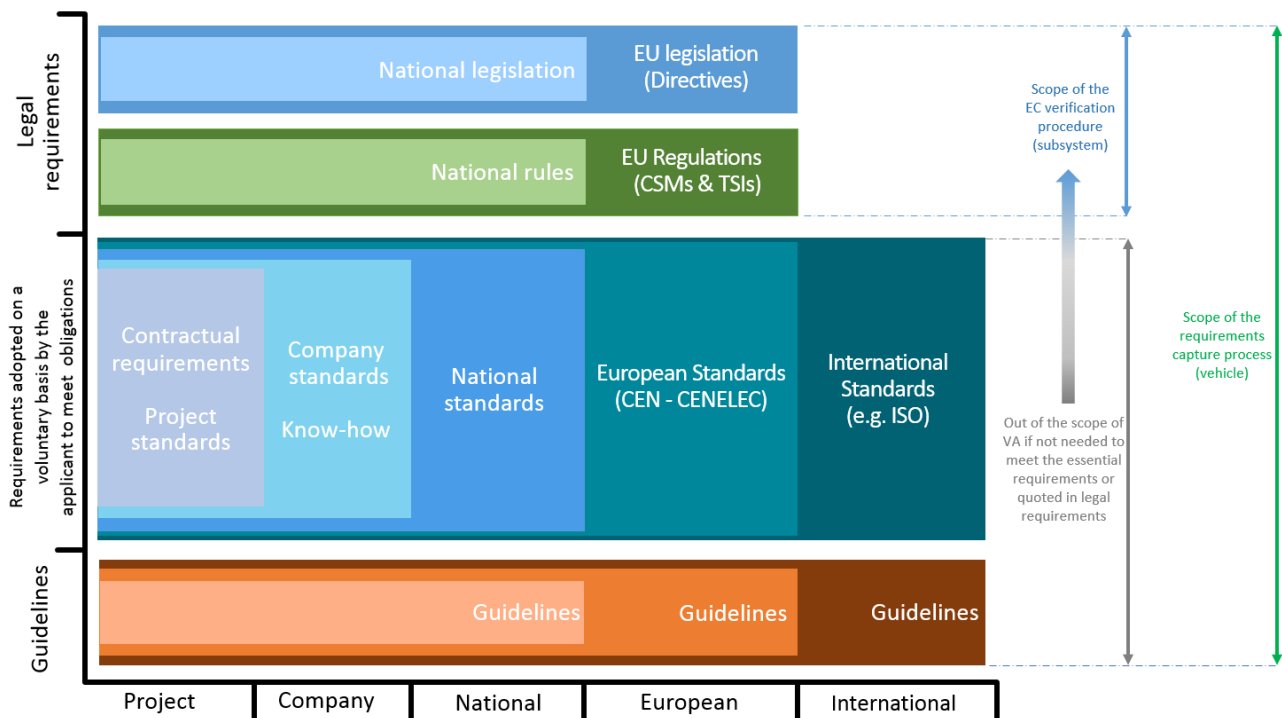 Legal
requirements
National legislation
EU legislation
(Directives)
National rules
EU Regulations
(CSMs & TSIs)
Scope of the
EC verification
procedure
(subsystem)
Requirements adopted on a
voluntary basis by the
applicant to meet obligations
Contractual
requirements
Project
standards
Company
standards
Know-how
National
standards
European Standards
(CEN - CENELEC)
International
Standards
(e.g. ISO)
Out of the scope of
VA if not needed to
meet the essential
requirements or
quoted in legal
requirements
Scope of the
requirements
capture process
(vehicle)
Guidelines
Guidelines
Guidelines
Guidelines
Project
Company
National
European
International